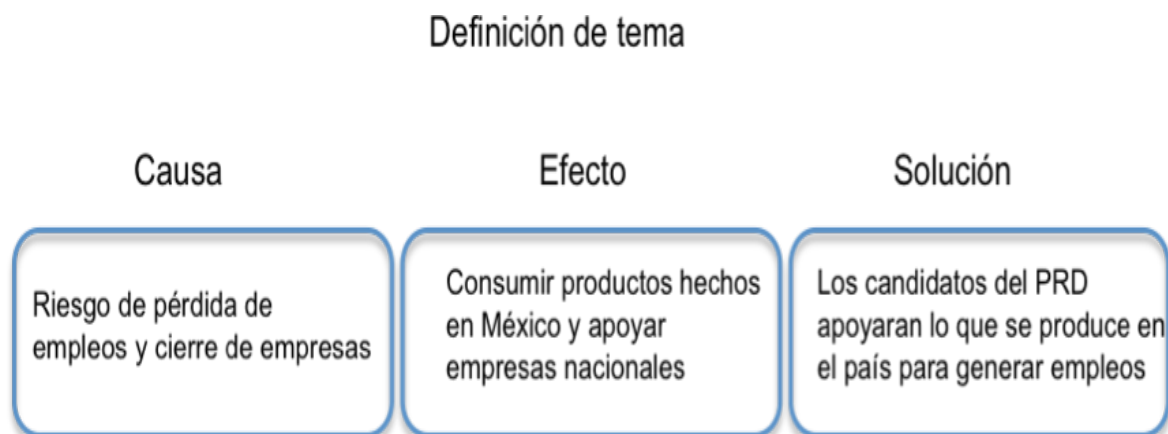 Definición de tema
Causa
Efecto
Solución
Riesgo de pérdida de
empleos y cierre de empresas
Consumir productos hechos
en México y apoyar
empresas nacionales
Los candidatos del PRD
apoyaran lo que se produce en
el país para generar empleos